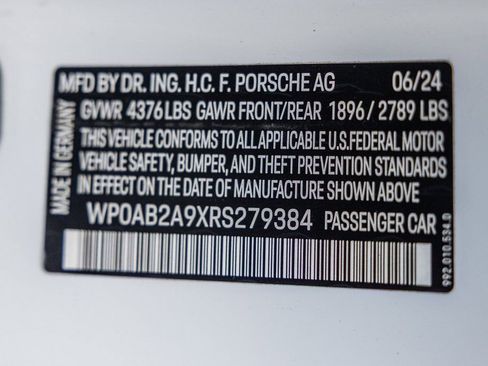 MFD BY DR. ING. H.C. F. PORSCHE AG 06/24
GVWR 4376 LBS GAWR FRONT/REAR 1896 / 2789 LBS
THIS VEHICLE CONFORMS TO ALL APPLICABLE U.S. FEDERAL MOTOR
VEHICLE SAFETY, BUMPER, AND THEFT PREVENTION STANDARDS
IN EFFECT ON THE DATE OF MANUFACTURE SHOWN ABOVE.
WP0AB2A9XRS279384 PASSENGER CAR
MADE IN GERMANY
992.010.534.D